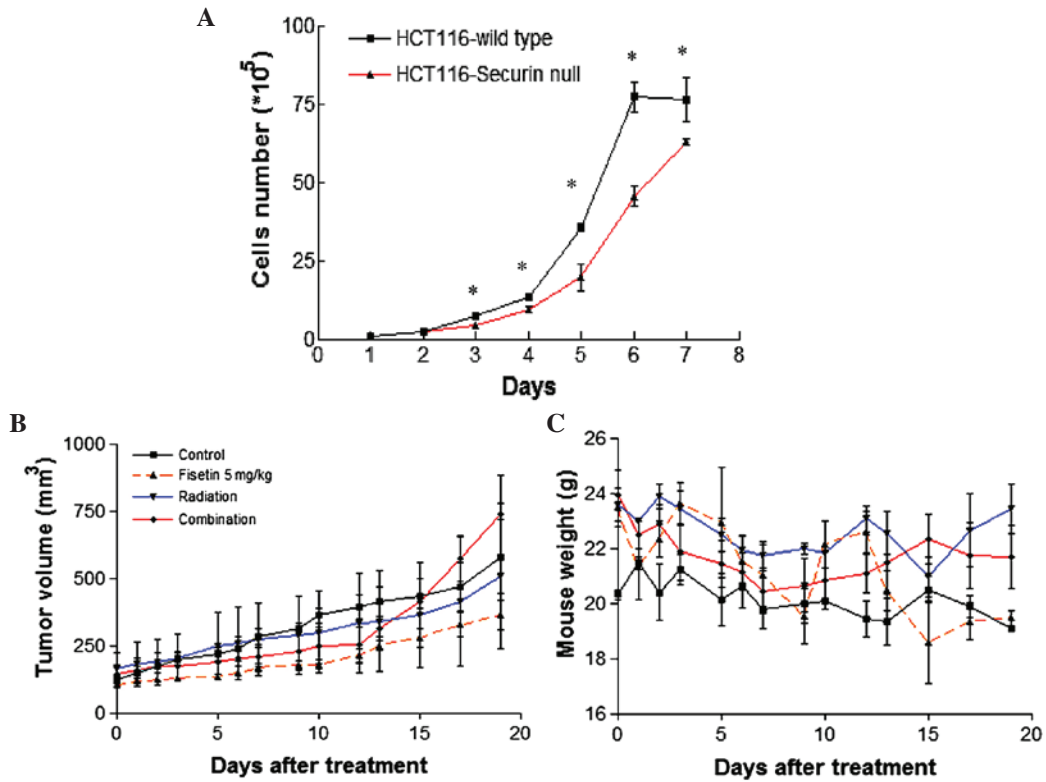 A
Cells number (*10⁵)
100
75
50
25
0
HCT116-wild type
HCT116-Securin null
* * * * *
0 1 2 3 4 5 6 7 8
Days
B
Tumor volume (mm³)
1000
750
500
250
0
Control
Fisetin 5 mg/kg
Radiation
Combination
0 5 10 15 20
Days after treatment
C
Mouse weight (g)
26
24
22
20
18
16
0 5 10 15 20
Days after treatment